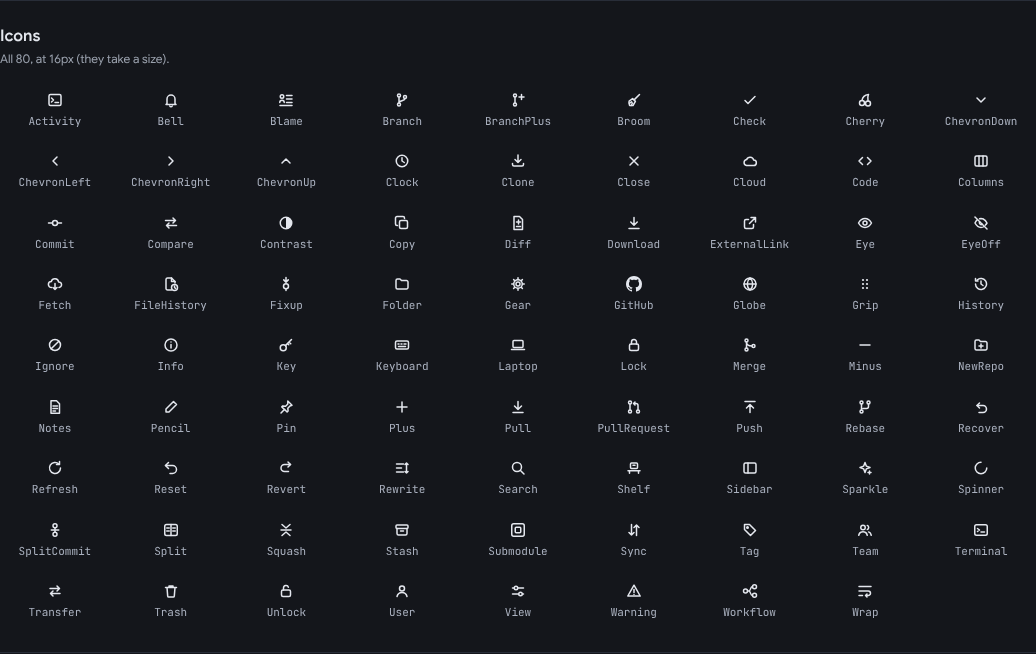 Icons
All 80, at 16px (they take a size).
Activity Bell Blame Branch BranchPlus Broom Check Cherry ChevronDown
ChevronLeft ChevronRight ChevronUp Clock Clone Close Cloud Code Columns
Commit Compare Contrast Copy Diff Download ExternalLink Eye EyeOff
Fetch FileHistory Fixup Folder Gear GitHub Globe Grip History
Ignore Info Key Keyboard Laptop Lock Merge Minus NewRepo
Notes Pencil Pin Plus Pull PullRequest Push Rebase Recover
Refresh Reset Revert Rewrite Search Shelf Sidebar Sparkle Spinner
SplitCommit Split Squash Stash Submodule Sync Tag Team Terminal
Transfer Trash Unlock User View Warning Workflow Wrap